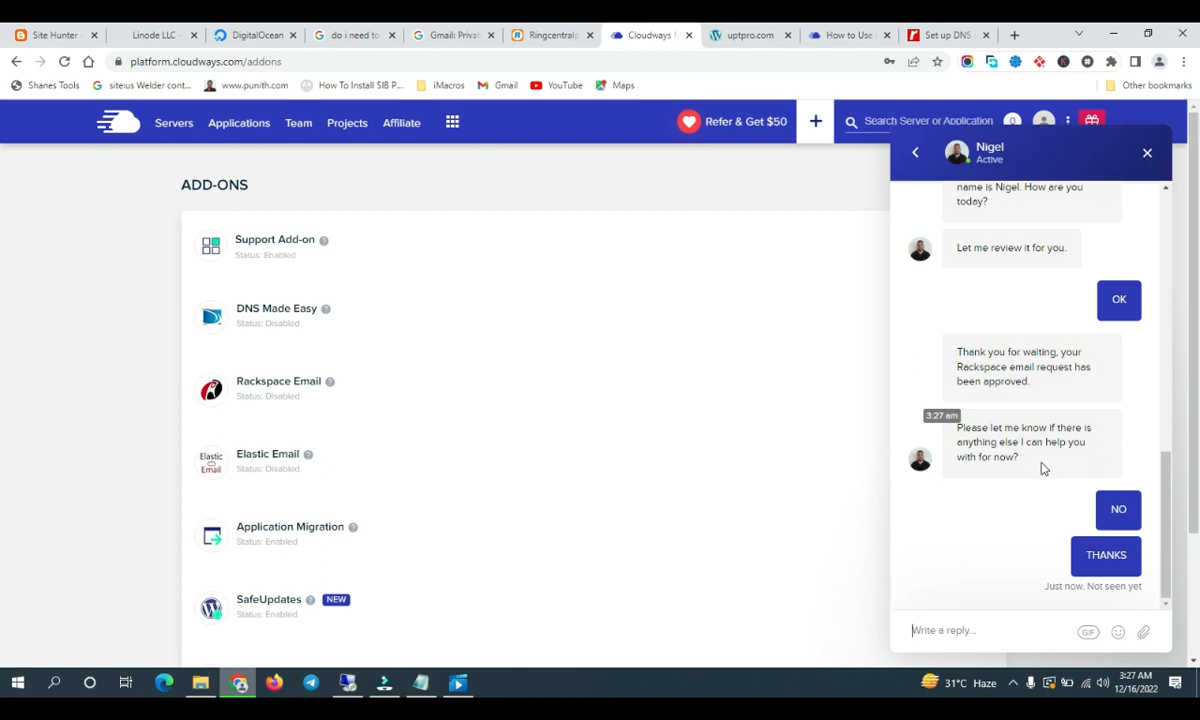 Site Hunter
Linode LLC -
DigitalOcean
do i need to
Gmail: Privat
Ringcentralp
Cloudways N
uptpro.com
How to Use
Set up DNS
platform.cloudways.com/addons
Shanes Tools
site:us Welder cont...
www.punith.com
How To Install SIB P...
iMacros
Gmail
YouTube
Maps
Other bookmarks
Servers
Applications
Team
Projects
Affiliate
Refer & Get $50
+
Search Server or Application
0
ADD-ONS
Support Add-on
Status: Enabled
DNS Made Easy
Status: Disabled
Rackspace Email
Status: Disabled
Elastic
Email
Elastic Email
Status: Disabled
Application Migration
Status: Enabled
SafeUpdates
NEW
Status: Enabled
Nigel
Active
name is Nigel. How are you
today?
Let me review it for you.
OK
Thank you for waiting, your
Rackspace email request has
been approved.
3:27 am
Please let me know if there is
anything else I can help you
with for now?
NO
THANKS
Just now. Not seen yet
Write a reply...
GIF
31°C Haze
3:27 AM
12/16/2022